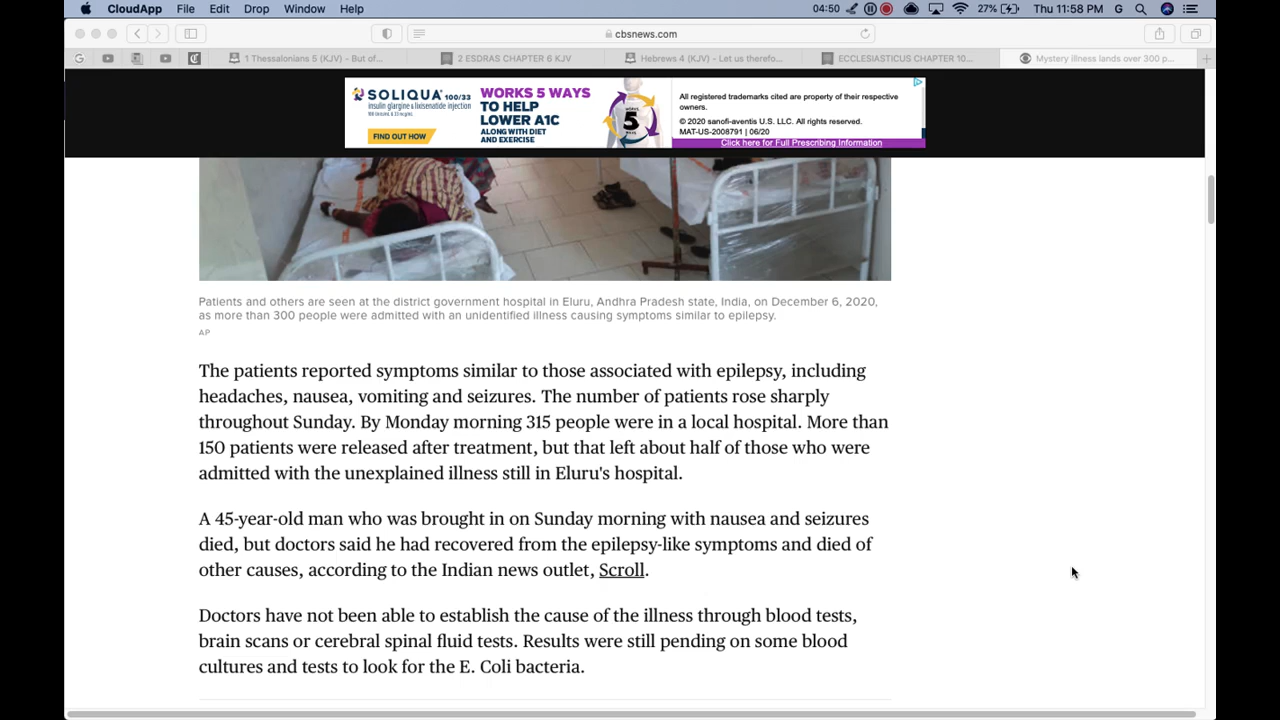 CloudApp File Edit Drop Window Help 04:50 27% Thu 11:58 PM G
cbsnews.com
1 Thessalonians 5 (KJV) - But of... 2 ESDRAS CHAPTER 6 KJV Hebrews 4 (KJV) - Let us therefo... ECCLESIASTICUS CHAPTER 10... Mystery illness lands over 300 p...
SOLIQUA 100/33
insulin glargine & lixisenatide injection
FIND OUT HOW
WORKS 5 WAYS
TO HELP
LOWER A1C
ALONG WITH DIET
AND EXERCISE
WORKS
5
WAYS
All registered trademarks cited are property of their respective
owners.
© 2020 sanofi-aventis U.S. LLC. All rights reserved.
MAT-US-2008791 | 06/20
Click here for Full Prescribing Information
Patients and others are seen at the district government hospital in Eluru, Andhra Pradesh state, India, on December 6, 2020,
as more than 300 people were admitted with an unidentified illness causing symptoms similar to epilepsy.
AP
The patients reported symptoms similar to those associated with epilepsy, including
headaches, nausea, vomiting and seizures. The number of patients rose sharply
throughout Sunday. By Monday morning 315 people were in a local hospital. More than
150 patients were released after treatment, but that left about half of those who were
admitted with the unexplained illness still in Eluru's hospital.
A 45-year-old man who was brought in on Sunday morning with nausea and seizures
died, but doctors said he had recovered from the epilepsy-like symptoms and died of
other causes, according to the Indian news outlet, Scroll.
Doctors have not been able to establish the cause of the illness through blood tests,
brain scans or cerebral spinal fluid tests. Results were still pending on some blood
cultures and tests to look for the E. Coli bacteria.